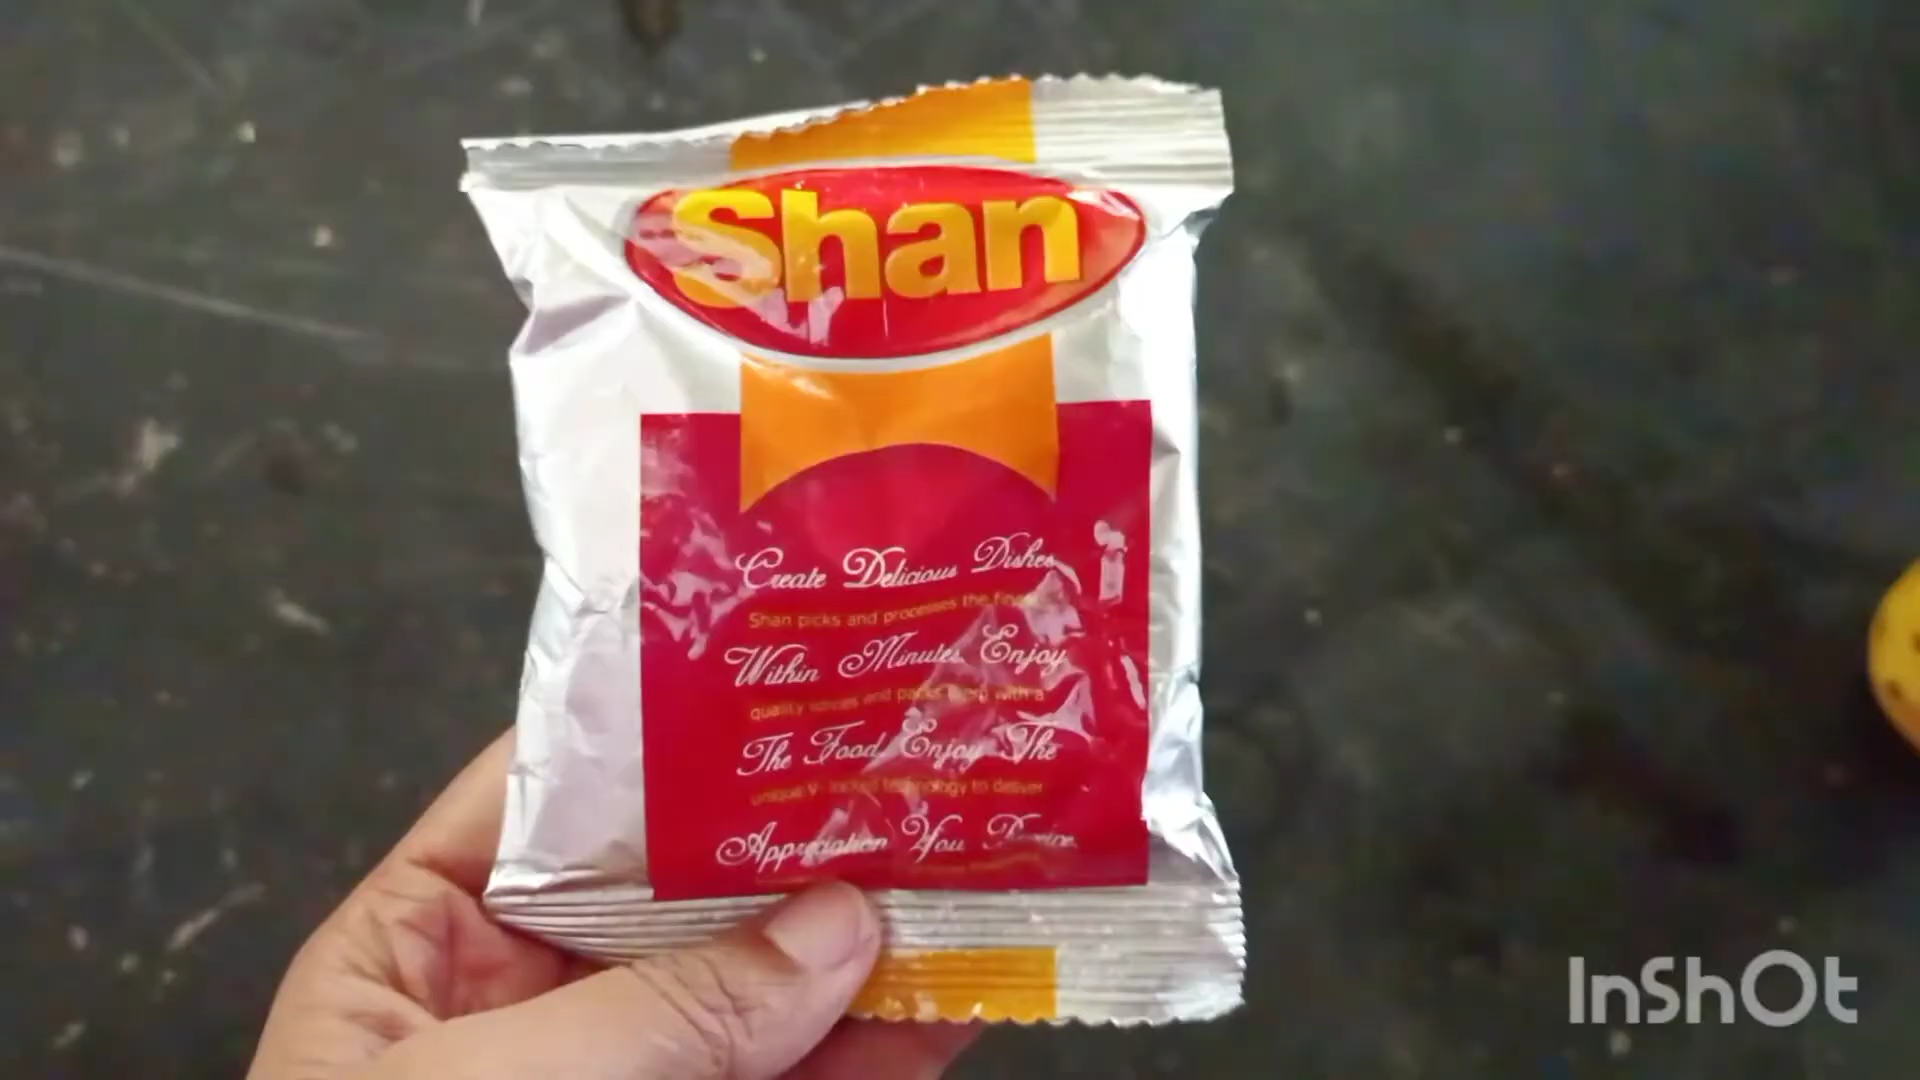 Shan
Create Delicious Dishes
Shan picks and processes the fine
Within Minutes Enjoy
quality spices and packs them with a
The Food, Enjoy The
unique V- locked technology to deliver
Appreciation You
InShOt